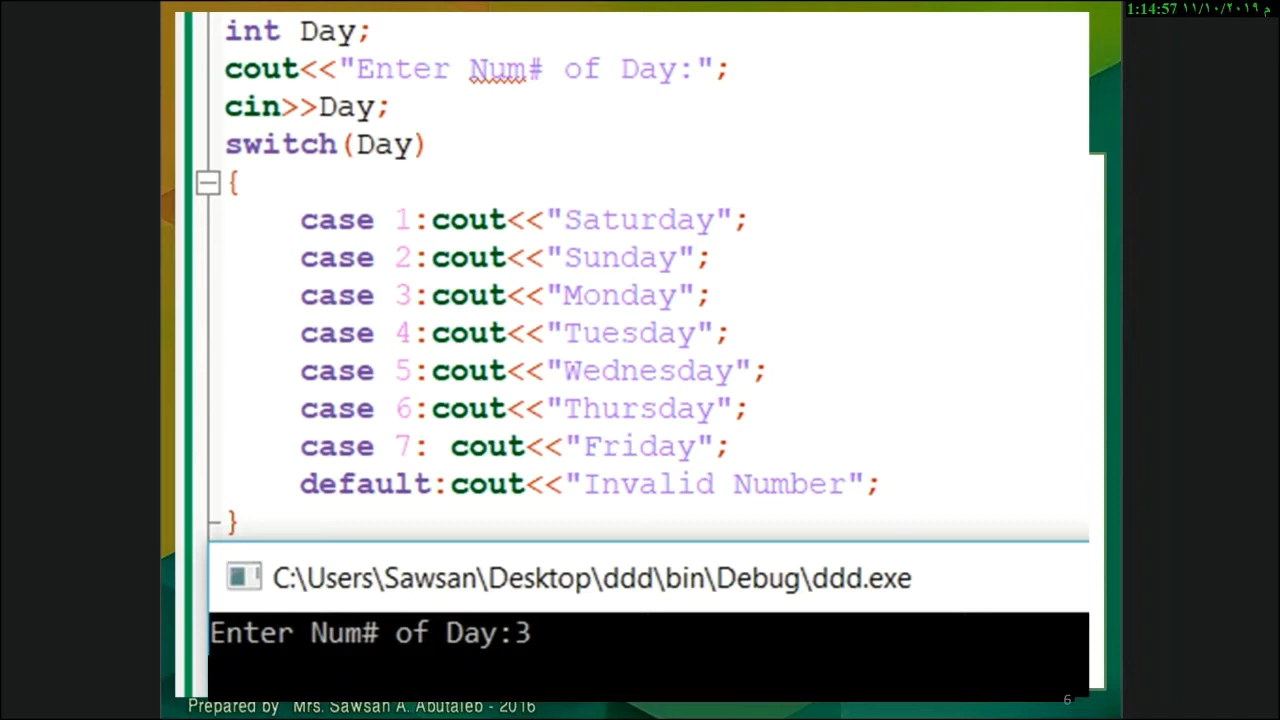 1:14:57 م ١١/١٠/٢٠١٩
int Day;
cout<<"Enter Num# of Day:";
cin>>Day;
switch(Day)
{
case 1:cout<<"Saturday";
case 2:cout<<"Sunday";
case 3:cout<<"Monday";
case 4:cout<<"Tuesday";
case 5:cout<<"Wednesday";
case 6:cout<<"Thursday";
case 7: cout<<"Friday";
default:cout<<"Invalid Number";
}
C:\Users\Sawsan\Desktop\ddd\bin\Debug\ddd.exe
Enter Num# of Day:3
Prepared by Mrs. Sawsan A. Abutaleb - 2016
6